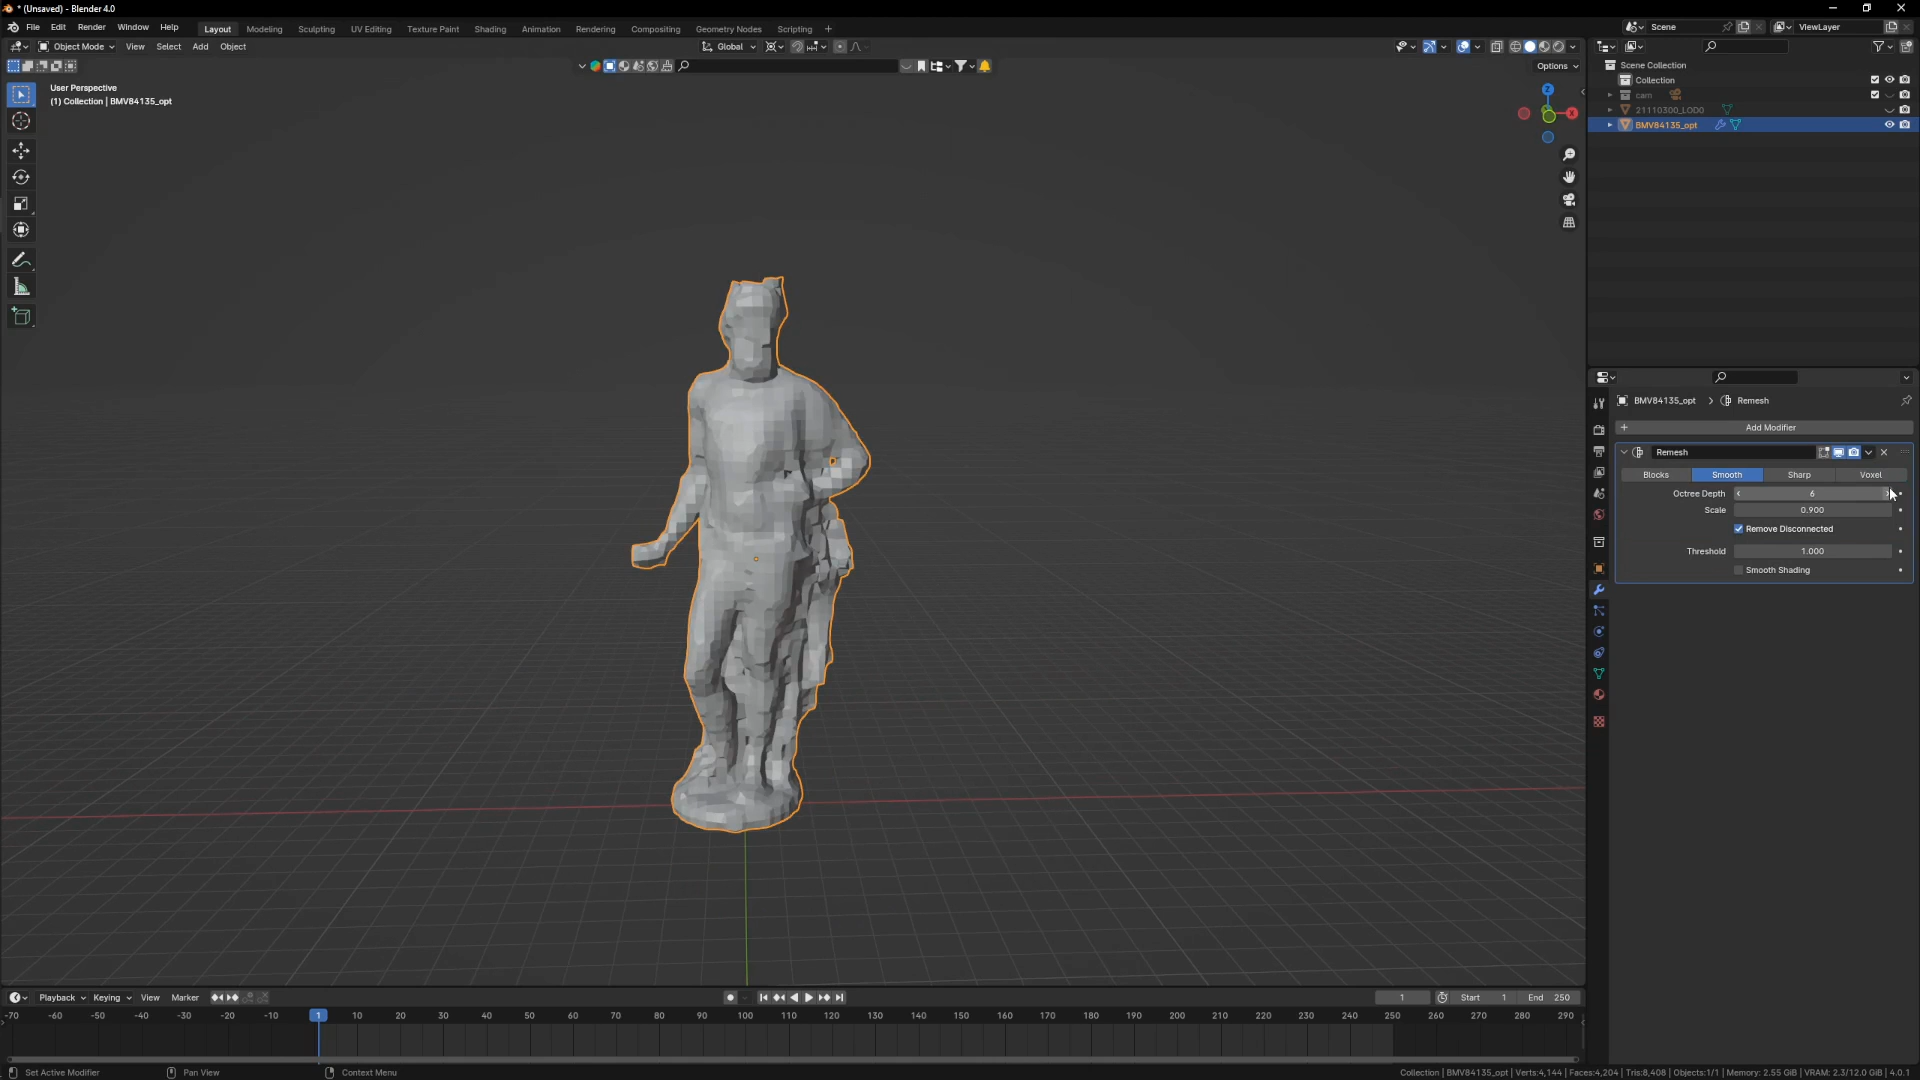 * (Unsaved) - Blender 4.0
File Edit Render Window Help Layout Modeling Sculpting UV Editing Texture Paint Shading Animation Rendering Compositing Geometry Nodes Scripting + Scene ViewLayer
Object Mode View Select Add Object Global
Options
User Perspective
(1) Collection | BMV84135_opt
Z
X
Scene Collection
Collection
cam
21110300_LOD0
BMV84135_opt
BMV84135_opt > Remesh
+ Add Modifier
Remesh
Blocks Smooth Sharp Voxel
Octree Depth 6
Scale 0.900
Remove Disconnected
Threshold 1.000
Smooth Shading
Playback Keying View Marker 1 Start 1 End 250
-70 -60 -50 -40 -30 -20 -10 1 10 20 30 40 50 60 70 80 90 100 110 120 130 140 150 160 170 180 190 200 210 220 230 240 250 260 270 280 290
Set Active Modifier Pan View Context Menu Collection | BMV84135_opt | Verts:4,144 | Faces:4,204 | Tris:8,408 | Objects:1/1 | Memory: 2.55 GiB | VRAM: 2.3/12.0 GiB | 4.0.1